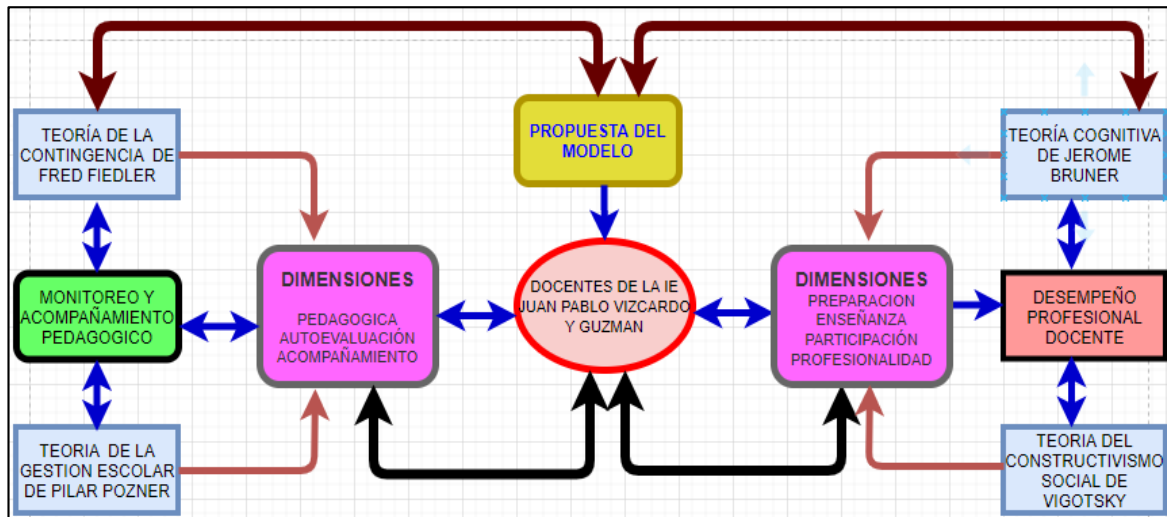 TEORÍA DE LA
CONTINGENCIA DE
FRED FIEDLER
PROPUESTA DEL
MODELO
TEORÍA COGNITIVA
DE JEROME
BRUNER
MONITOREO Y
ACOMPAÑAMIENTO
PEDAGOGICO
DIMENSIONES
PEDAGOGICA
AUTOEVALUACIÓN
ACOMPAÑAMIENTO
DOCENTES DE LA IE
JUAN PABLO VIZCARDO
Y GUZMAN
DIMENSIONES
PREPARACION
ENSEÑANZA
PARTICIPACIÓN
PROFESIONALIDAD
DESEMPEÑO
PROFESIONAL
DOCENTE
TEORIA DE LA
GESTION ESCOLAR
DE PILAR POZNER
TEORIA DEL
CONSTRUCTIVISMO
SOCIAL DE
VIGOTSKY